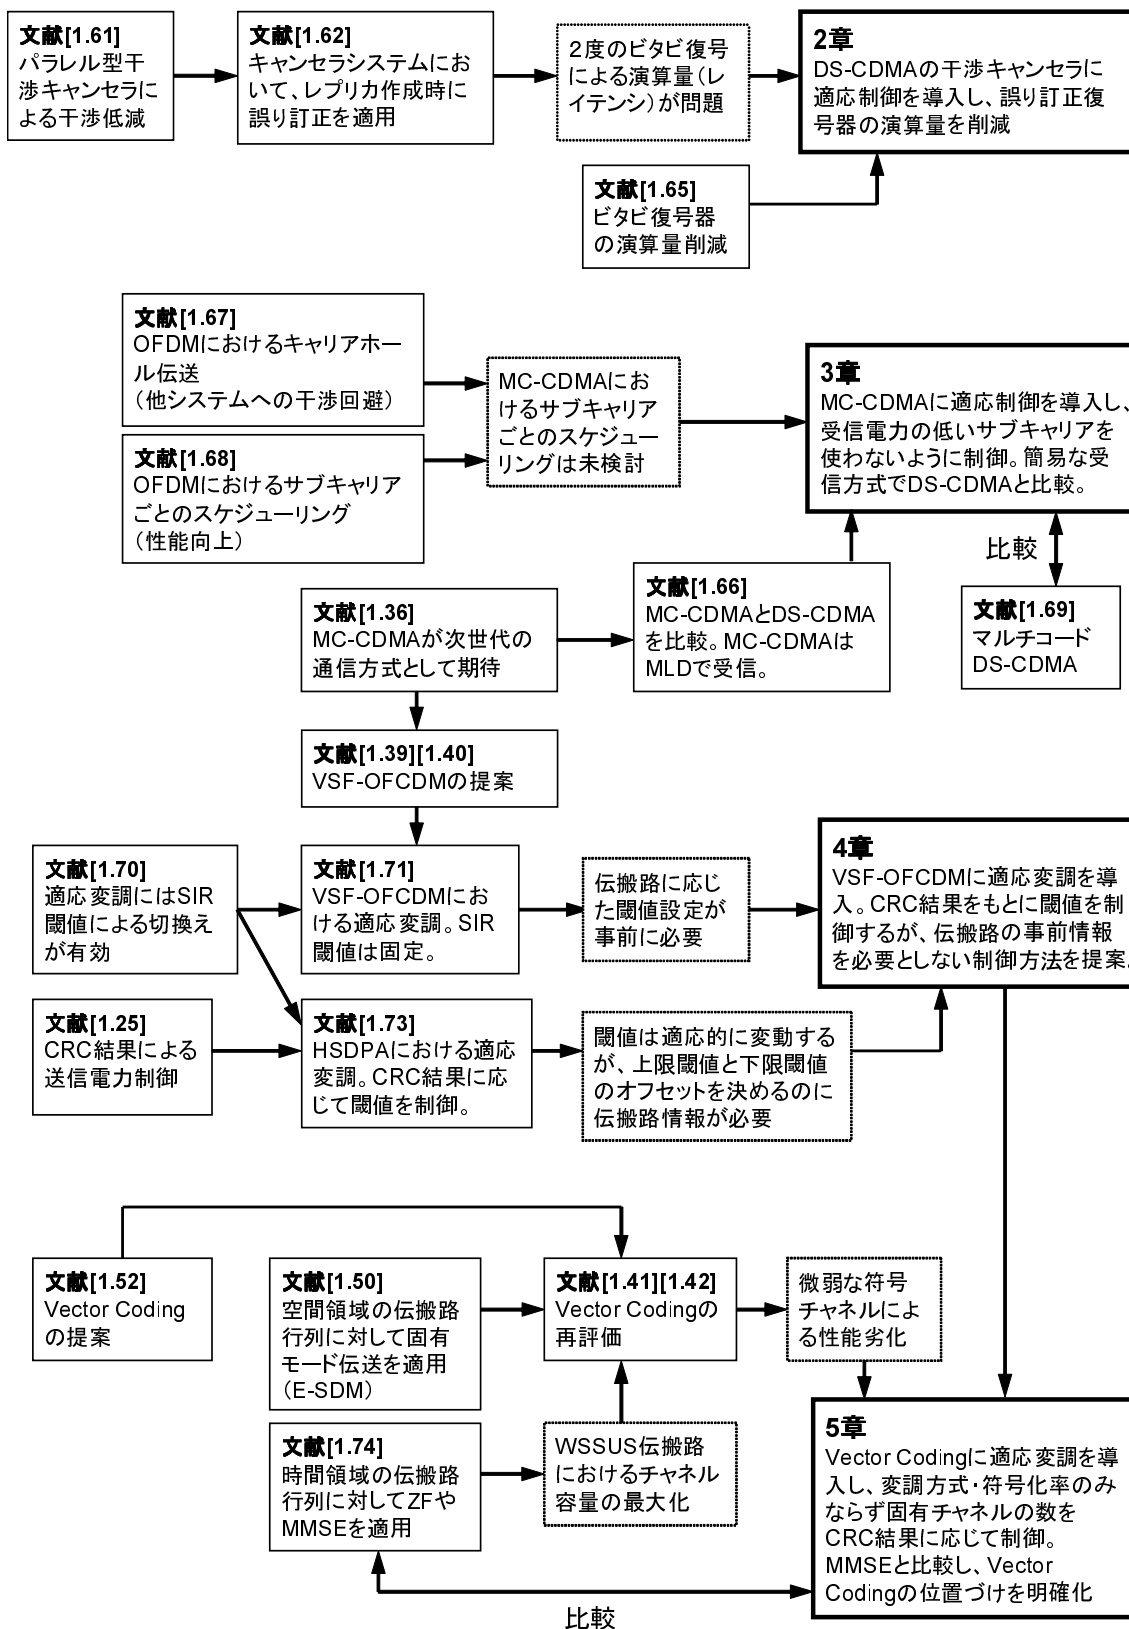 文献[1.61]
パラレル型干
渉キャンセラに
よる干渉低減
文献[1.62]
キャンセラシステムにお
いて、レプリカ作成時に
誤り訂正を適用
2度のビタビ復号
による演算量(レ
イテンシ)が問題
2章
DS-CDMAの干渉キャンセラに
適応制御を導入し、誤り訂正復
号器の演算量を削減
文献[1.65]
ビタビ復号器
の演算量削減
文献[1.67]
OFDMにおけるキャリアホー
ル伝送
(他システムへの干渉回避)
文献[1.68]
OFDMにおけるサブキャリア
ごとのスケジューリング
(性能向上)
MC-CDMAにお
けるサブキャリア
ごとのスケジュー
リングは未検討
3章
MC-CDMAに適応制御を導入し、
受信電力の低いサブキャリアを
使わないように制御。簡易な受
信方式でDS-CDMAと比較。
比較
文献[1.36]
MC-CDMAが次世代の
通信方式として期待
文献[1.66]
MC-CDMAとDS-CDMA
を比較。MC-CDMAは
MLDで受信。
文献[1.69]
マルチコード
DS-CDMA
文献[1.39][1.40]
VSF-OFCDMの提案
文献[1.70]
適応変調にはSIR
閾値による切換え
が有効
文献[1.71]
VSF-OFCDMにお
ける適応変調。SIR
閾値は固定。
伝搬路に応じ
た閾値設定が
事前に必要
4章
VSF-OFCDMに適応変調を導
入。CRC結果をもとに閾値を制
御するが、伝搬路の事前情報
を必要としない制御方法を提案。
文献[1.25]
CRC結果による
送信電力制御
文献[1.73]
HSDPAにおける適応
変調。CRC結果に応
じて閾値を制御。
閾値は適応的に変動する
が、上限閾値と下限閾値
のオフセットを決めるのに
伝搬路情報が必要
文献[1.52]
Vector Coding
の提案
文献[1.50]
空間領域の伝搬路
行列に対して固有
モード伝送を適用
(E-SDM)
文献[1.41][1.42]
Vector Codingの
再評価
微弱な符号
チャネルによ
る性能劣化
文献[1.74]
時間領域の伝搬路
行列に対してZFや
MMSEを適用
WSSUS伝搬路
におけるチャネル
容量の最大化
5章
Vector Codingに適応変調を導
入し、変調方式・符号化率のみ
ならず固有チャネルの数を
CRC結果に応じて制御。
MMSEと比較し、Vector
Codingの位置づけを明確化
比較